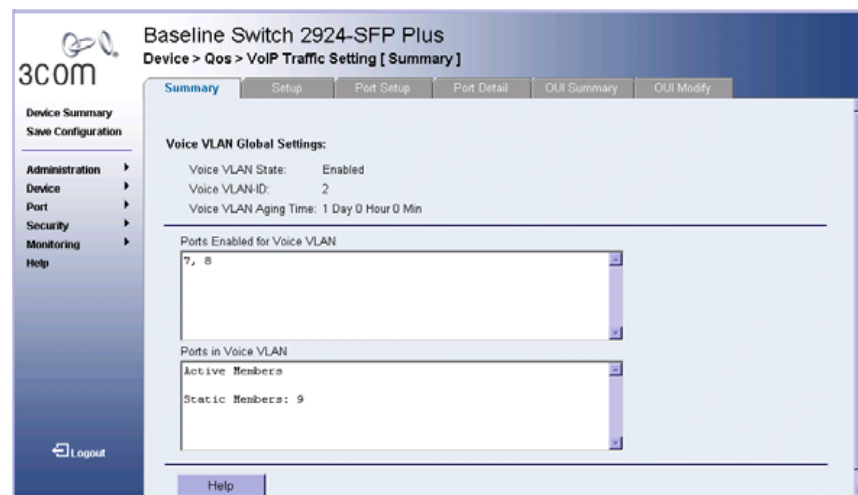 Baseline Switch 2924-SFP Plus
Device > Qos > VoIP Traffic Setting [ Summary ]
3COM
Summary
Setup
Port Setup
Port Detail
OUI Summary
OUI Modify
Device Summary
Save Configuration
Administration
Device
Port
Security
Monitoring
Help
Logout
Voice VLAN Global Settings:
Voice VLAN State: Enabled
Voice VLAN-ID: 2
Voice VLAN Aging Time: 1 Day 0 Hour 0 Min
Ports Enabled for Voice VLAN
7, 8
Ports in Voice VLAN
Active Members
Static Members: 9
Help